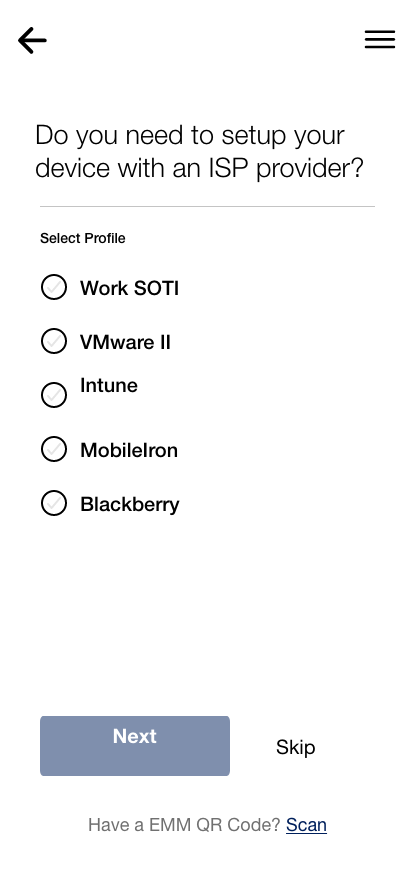 Do you need to setup your
device with an ISP provider?
Select Profile
Work SOTI
VMware II
Intune
MobileIron
Blackberry
Next
Skip
Have a EMM QR Code? Scan